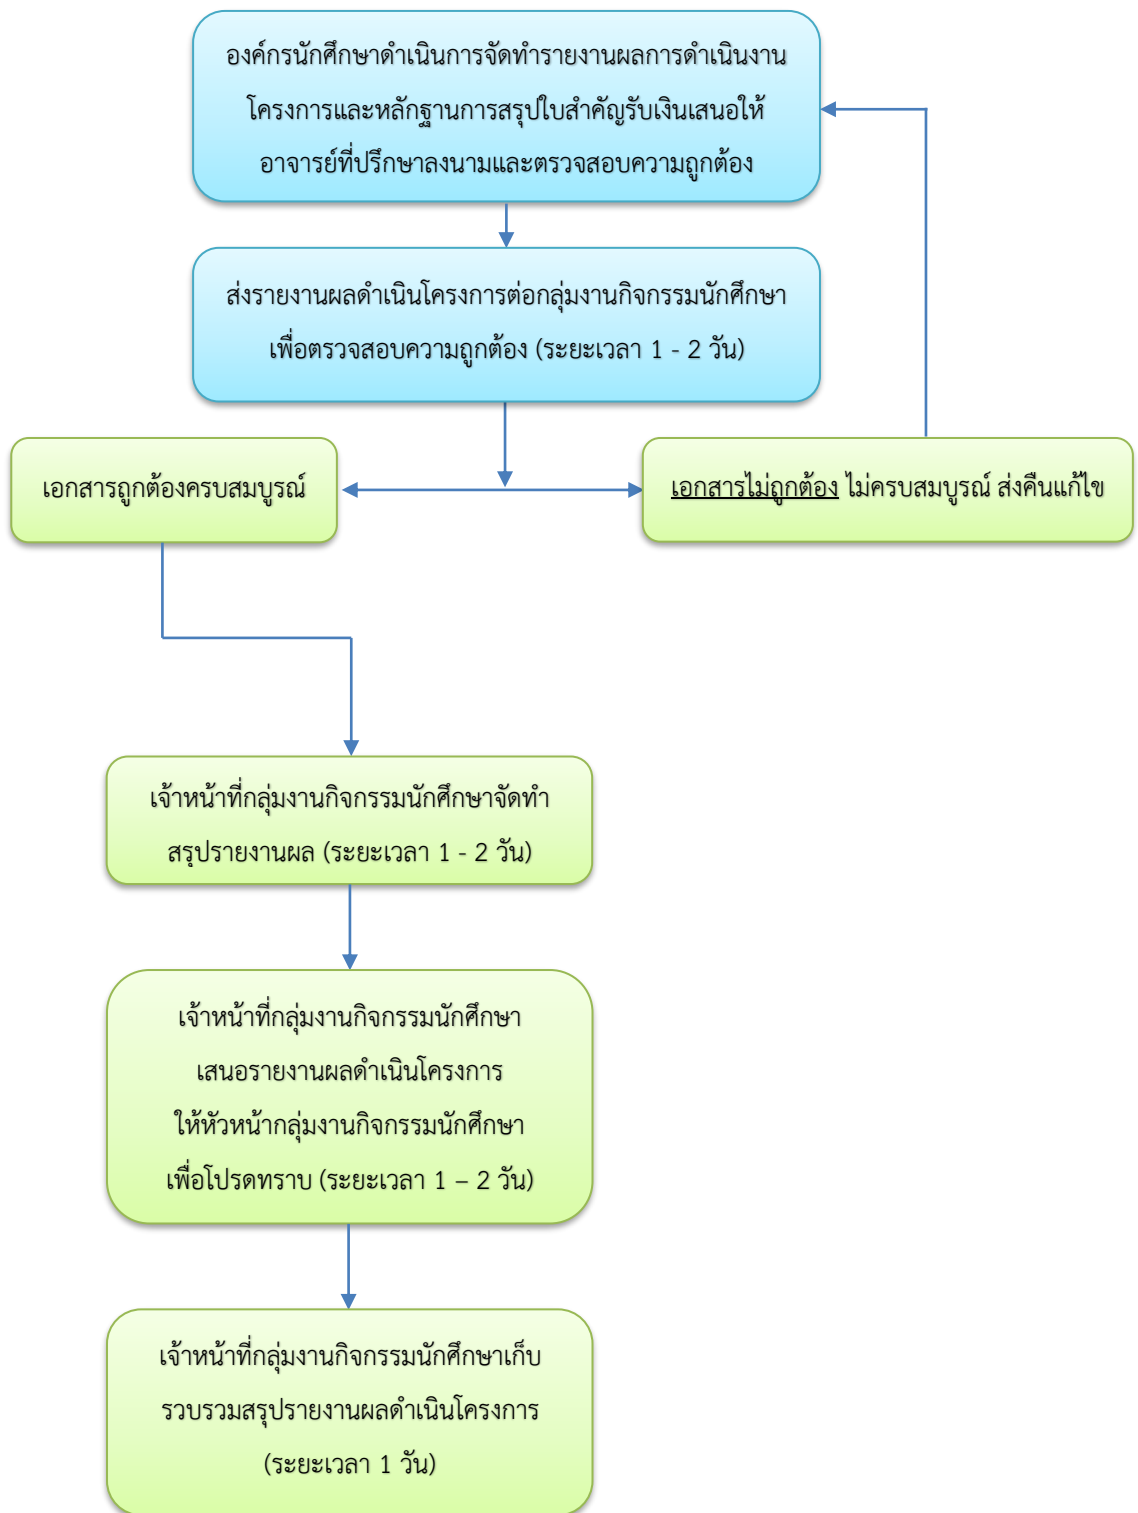 องค์กรนักศึกษาดำเนินการจัดทำรายงานผลการดำเนินงาน
โครงการและหลักฐานการสรุปใบสำคัญรับเงินเสนอให้
อาจารย์ที่ปรึกษาลงนามและตรวจสอบความถูกต้อง
ส่งรายงานผลดำเนินโครงการต่อกลุ่มงานกิจกรรมนักศึกษา
เพื่อตรวจสอบความถูกต้อง (ระยะเวลา 1 - 2 วัน)
เอกสารถูกต้องครบสมบูรณ์
เอกสารไม่ถูกต้อง ไม่ครบสมบูรณ์ ส่งคืนแก้ไข
เจ้าหน้าที่กลุ่มงานกิจกรรมนักศึกษาจัดทำ
สรุปรายงานผล (ระยะเวลา 1 - 2 วัน)
เจ้าหน้าที่กลุ่มงานกิจกรรมนักศึกษา
เสนอรายงานผลดำเนินโครงการ
ให้หัวหน้ากลุ่มงานกิจกรรมนักศึกษา
เพื่อโปรดทราบ (ระยะเวลา 1 – 2 วัน)
เจ้าหน้าที่กลุ่มงานกิจกรรมนักศึกษาเก็บ
รวบรวมสรุปรายงานผลดำเนินโครงการ
(ระยะเวลา 1 วัน)